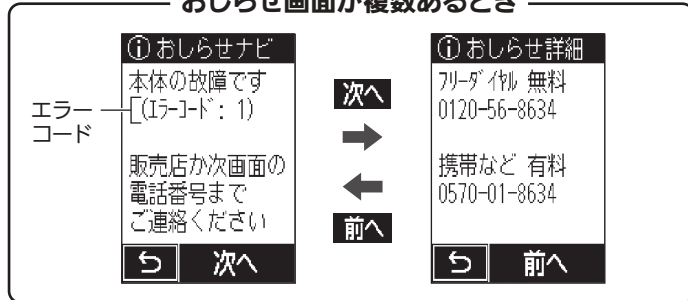 おしらせ画面が複数あるとき
ⓘおしらせナビ
本体の故障です
(ｴﾗｰｺｰﾄﾞ: 1)
販売店か次画面の
電話番号まで
ご連絡ください
次へ
エラー
コード
次へ
前へ
ⓘおしらせ詳細
ﾌﾘｰﾀﾞｲﾔﾙ 無料
0120-56-8634
携帯など 有料
0570-01-8634
前へ